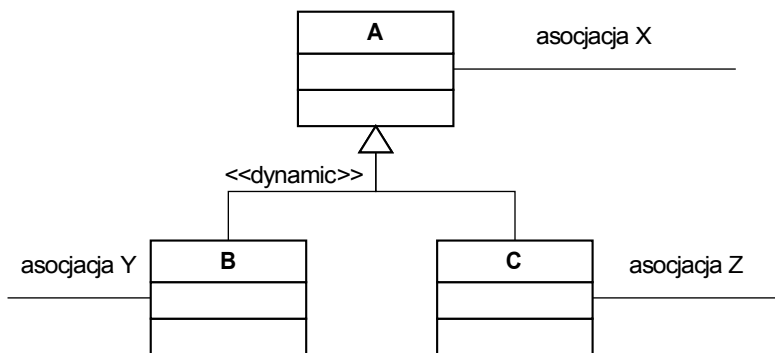 A
asocjacja X
<<dynamic>>
asocjacja Y
B
C
asocjacja Z